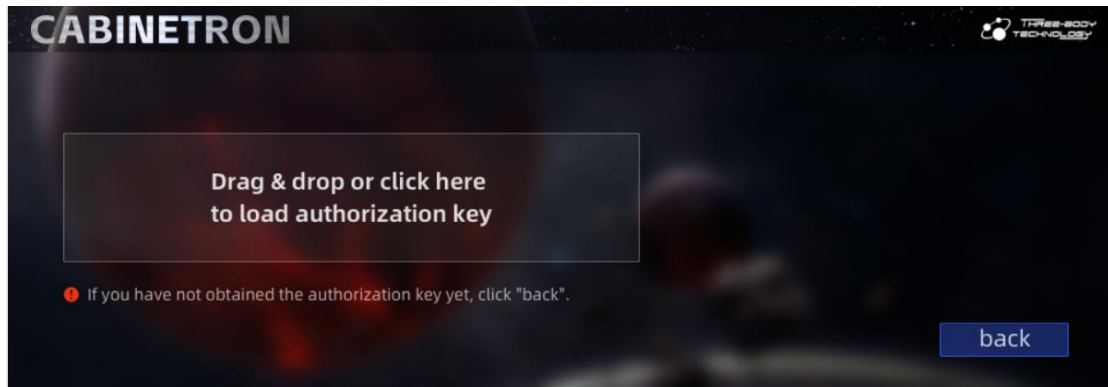 CABINETRON
THREE-BODY
TECHNOLOGY
Drag & drop or click here
to load authorization key
If you have not obtained the authorization key yet, click "back".
back